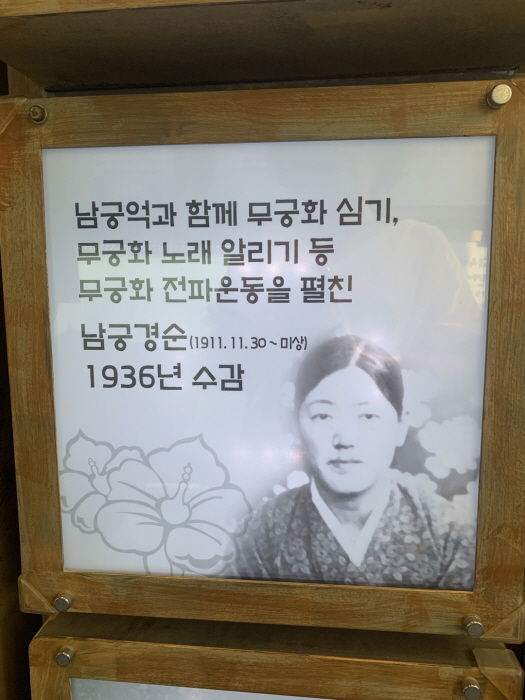 남궁억과 함께 무궁화 심기,
무궁화 노래 알리기 등
무궁화 전파운동을 펼친
남궁경순(1911.11.30~미상)
1936년 수감